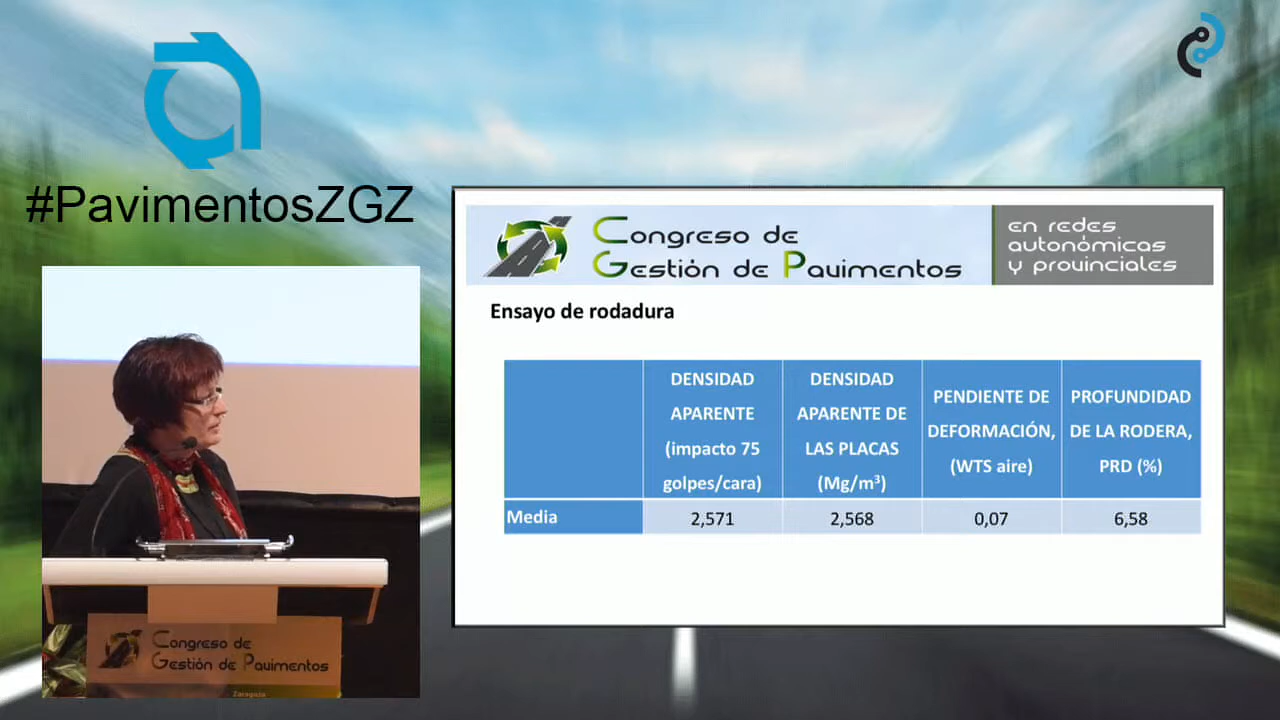 #PavimentosZGZ
Congreso de
Gestión de Pavimentos
en redes
autonómicas
y provinciales
Ensayo de rodadura
DENSIDAD
APARENTE
(impacto 75
golpes/cara)
DENSIDAD
APARENTE DE
LAS PLACAS
(Mg/m³)
PENDIENTE DE
DEFORMACIÓN,
(WTS aire)
PROFUNDIDAD
DE LA RODERA,
PRD (%)
Media
2,571
2,568
0,07
6,58
Congreso de
Gestión de Pavimentos
Zaragoza